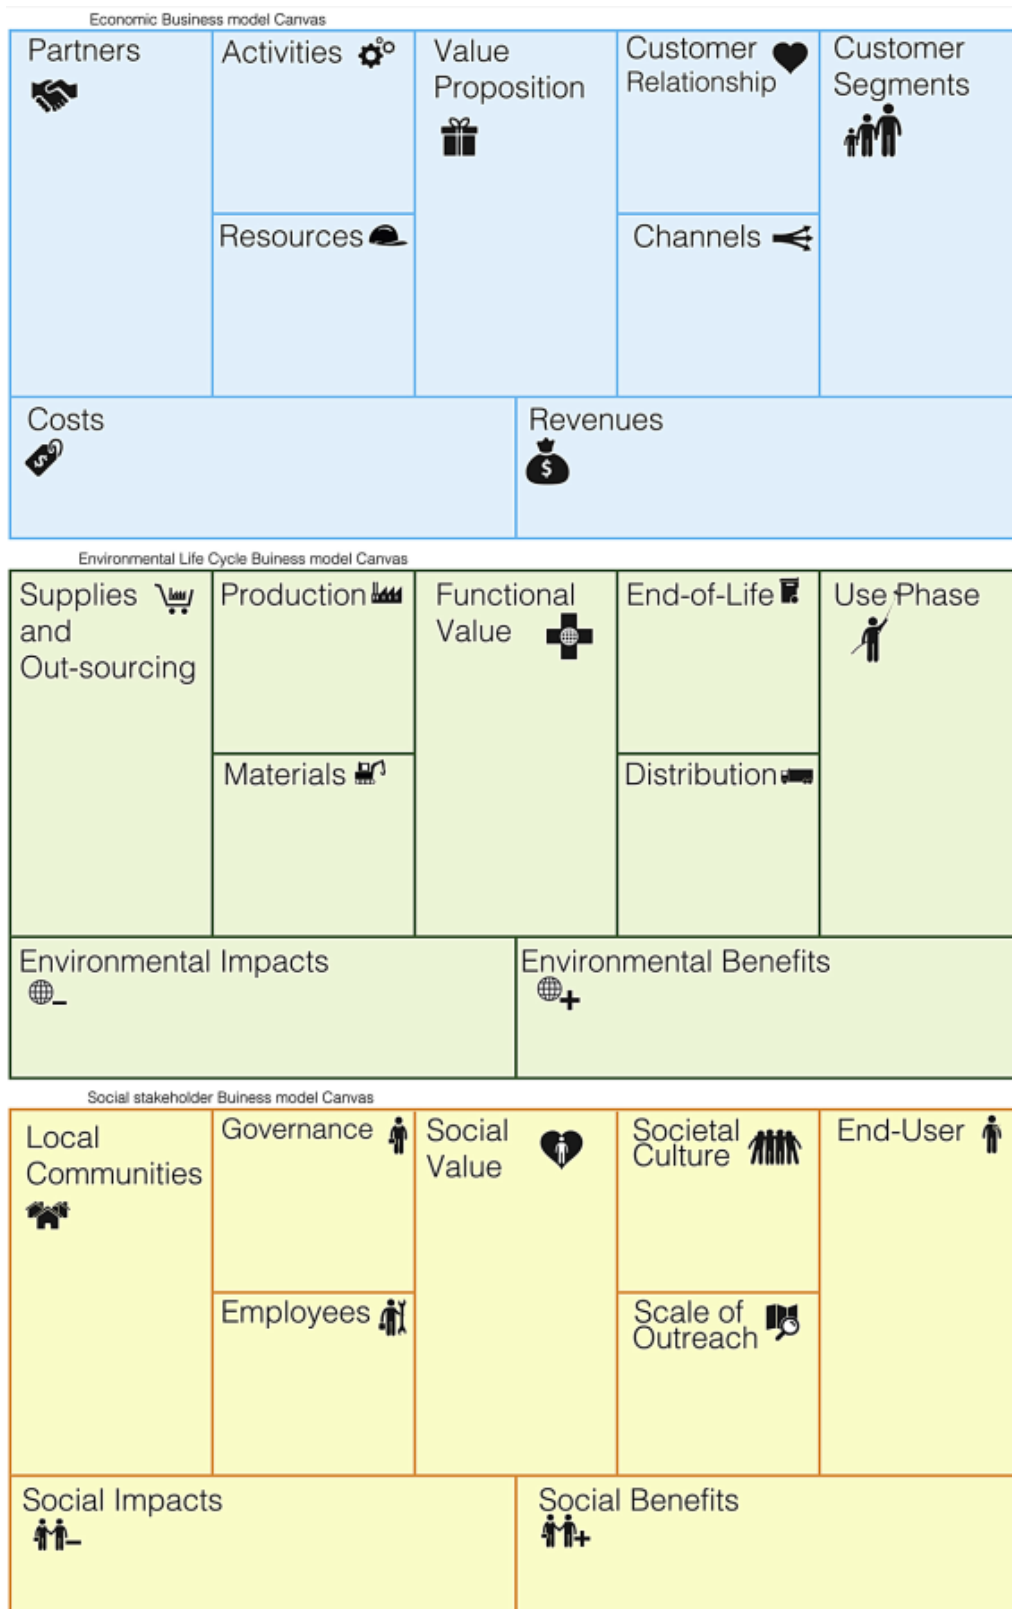 Economic Business model Canvas
Partners
Activities
Value
Proposition
Customer
Relationship
Customer
Segments
Resources
Channels
Costs
$
Revenues
$
Environmental Life Cycle Buiness model Canvas
Supplies
and
Out-sourcing
Production
Functional
Value
End-of-Life
Use Phase
Materials
Distribution
Environmental Impacts
Environmental Benefits
Social stakeholder Buiness model Canvas
Local
Communities
Governance
Social
Value
Societal
Culture
End-User
Employees
Scale of
Outreach
Social Impacts
Social Benefits